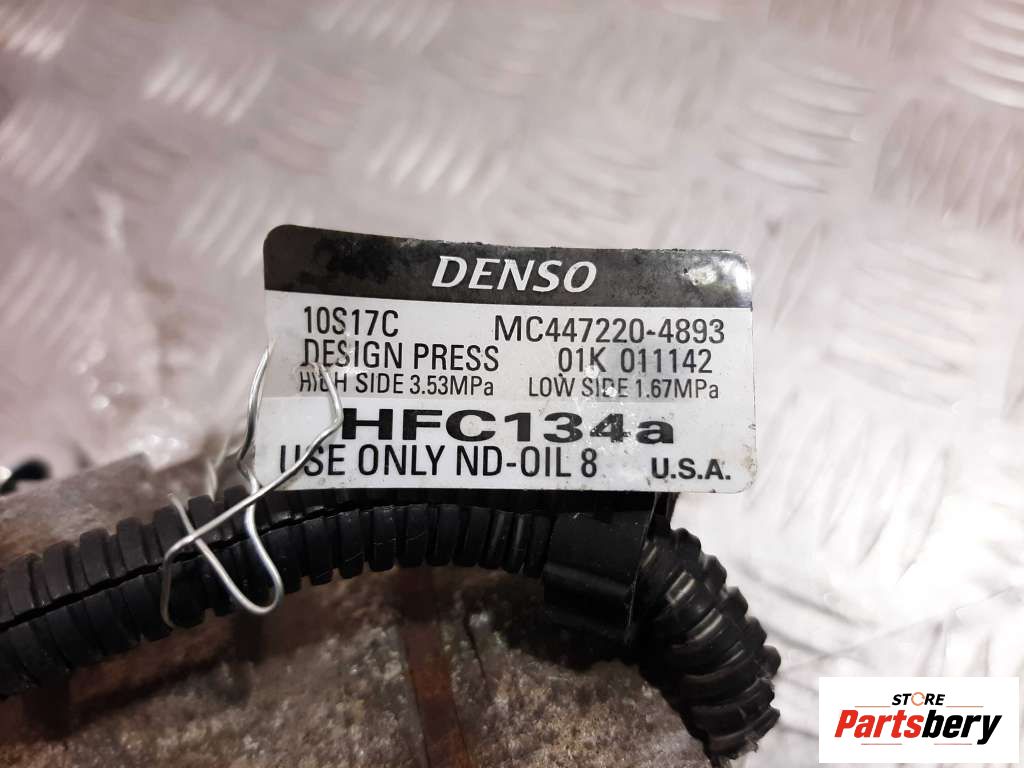 DENSO
10S17C MC447220-4893
DESIGN PRESS 01K 011142
HIGH SIDE 3.53MPa LOW SIDE 1.67MPa
HFC134a
USE ONLY ND-OIL 8 U.S.A.
STORE
Partsbery